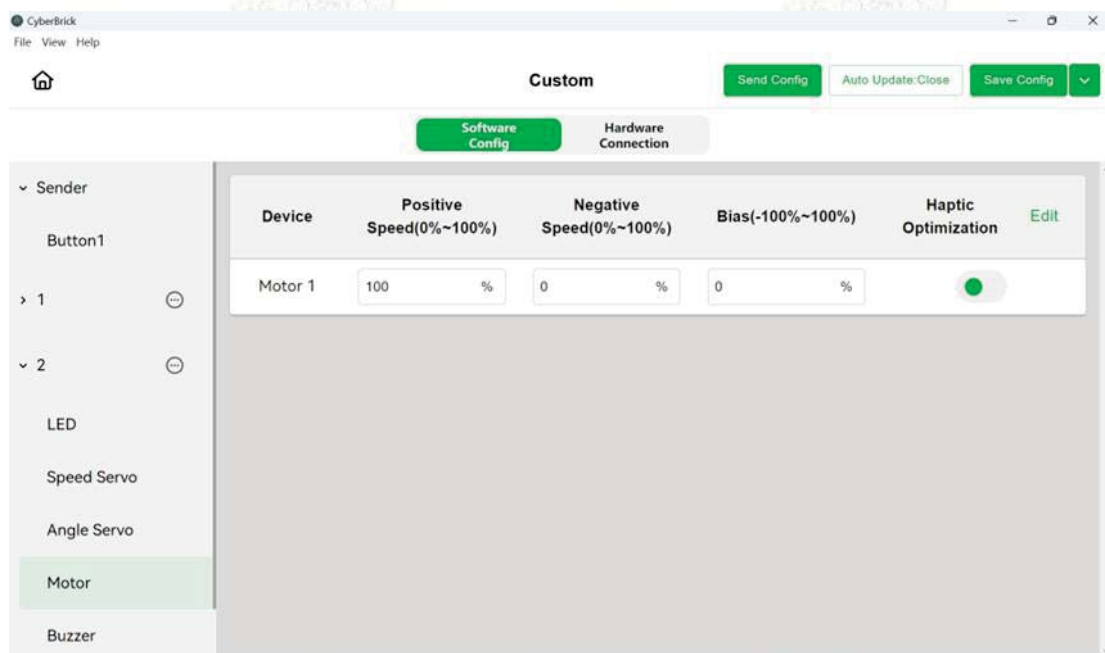 CyberBrick
File View Help
Custom
Send Config
Auto Update:Close
Save Config
Software
Config
Hardware
Connection
Sender
Button1
1
2
LED
Speed Servo
Angle Servo
Motor
Buzzer
Device
Positive
Speed(0%~100%)
Negative
Speed(0%~100%)
Bias(-100%~100%)
Haptic
Optimization
Edit
Motor 1
100 %
0 %
0 %